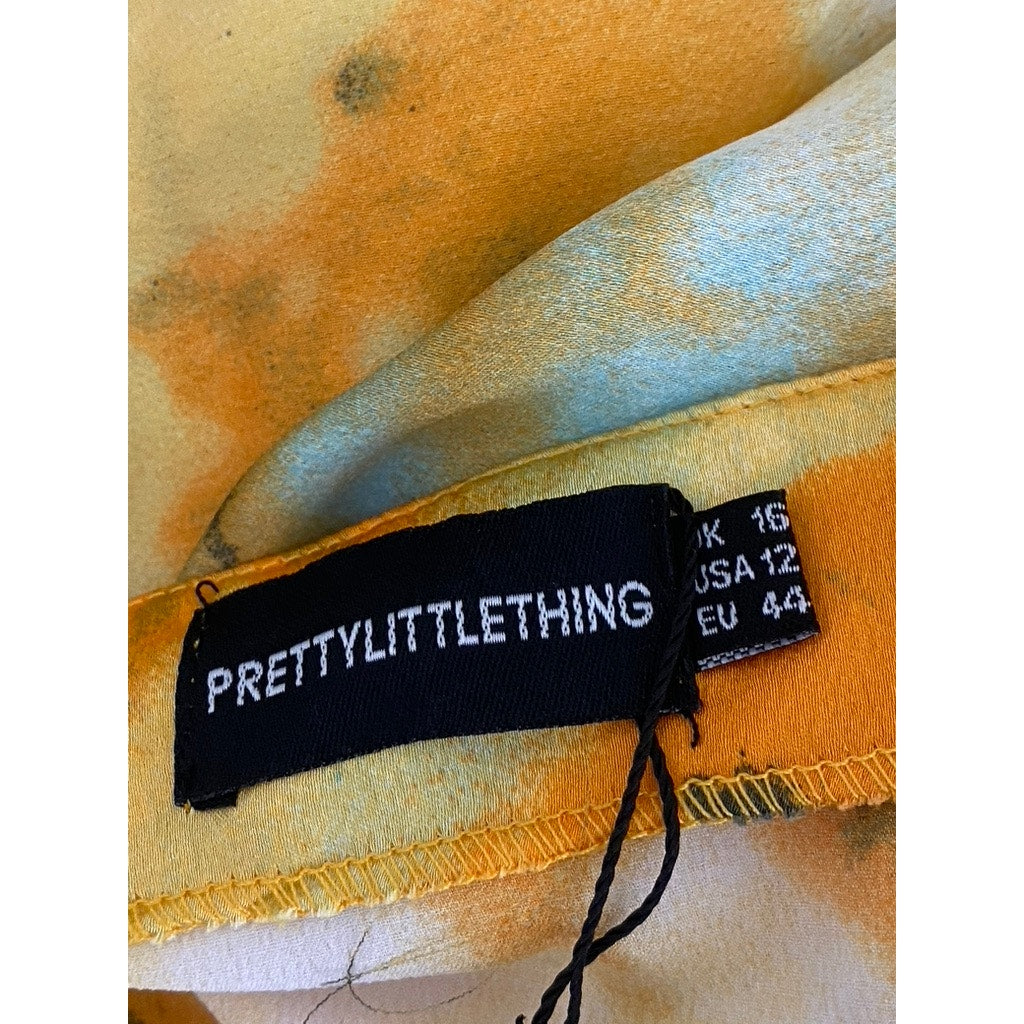 PRETTYLITTLETHING
UK 16
USA 12
EU 44